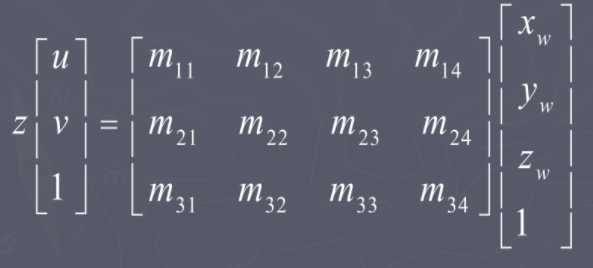 z [u v 1] = [m₁₁ m₁₂ m₁₃ m₁₄
m₂₁ m₂₂ m₂₃ m₂₄
m₃₁ m₃₂ m₃₃ m₃₄] [x_w y_w z_w 1]